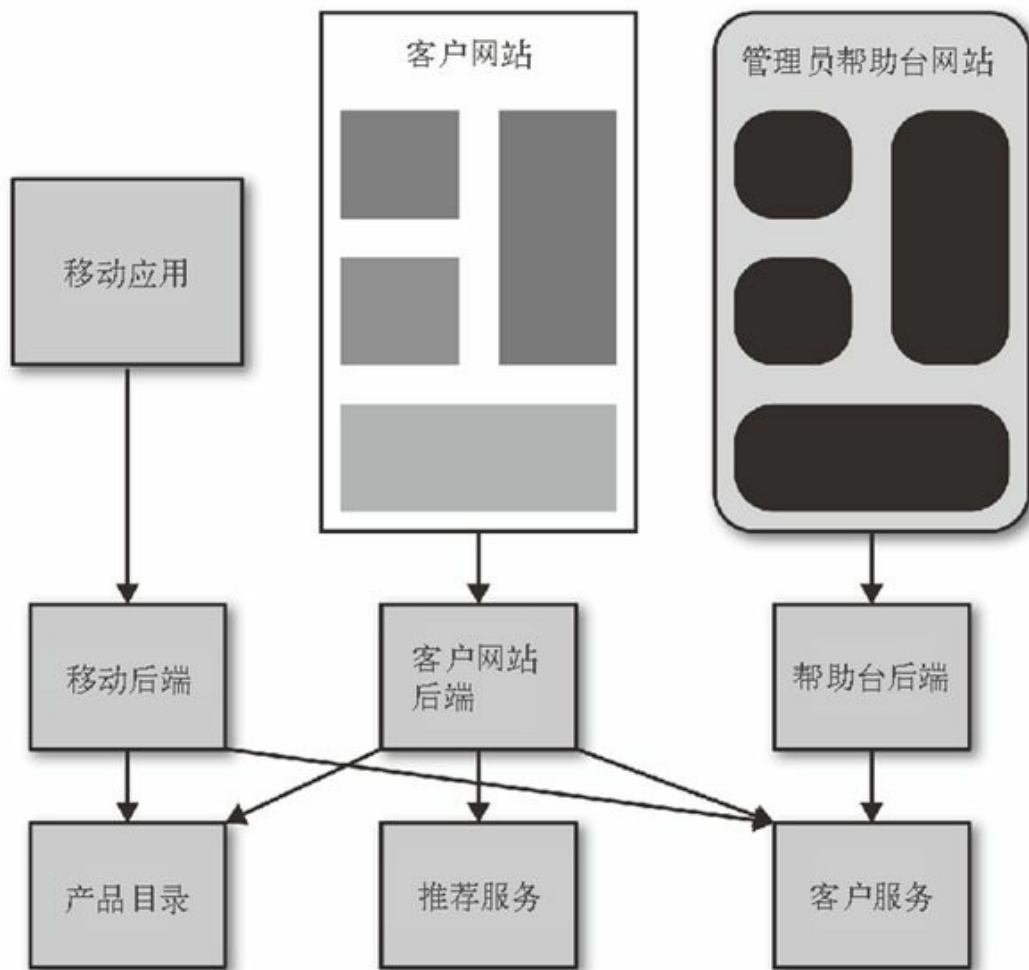 客户网站
管理员帮助台网站
移动应用
移动后端
客户网站
后端
帮助台后端
产品目录
推荐服务
客户服务